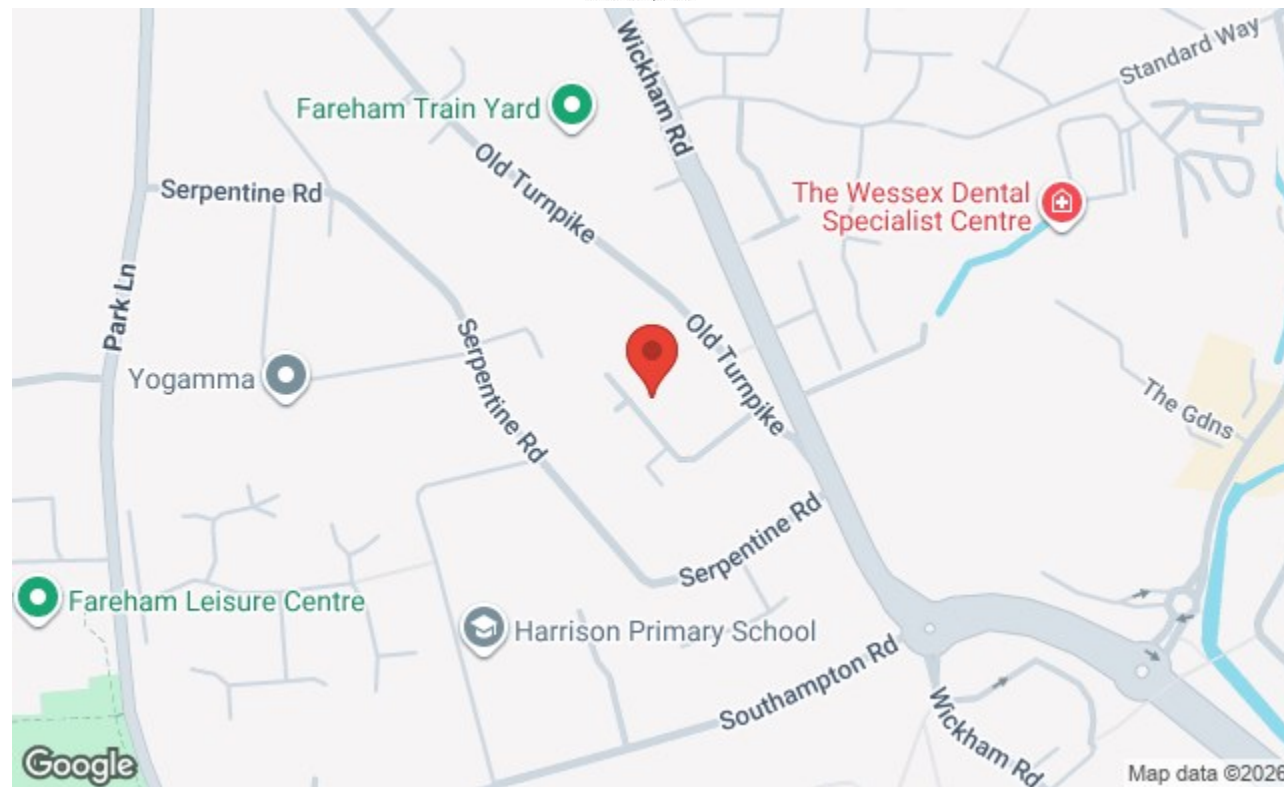 Wickham Rd
Standard Way
Fareham Train Yard
Old Turnpike
Serpentine Rd
The Wessex Dental
Specialist Centre
Park Ln
Serpentine Rd
Old Turnpike
Yogamma
The Gdns
Serpentine Rd
Fareham Leisure Centre
Harrison Primary School
Southampton Rd
Wickham Rd
Google
Map data ©2026